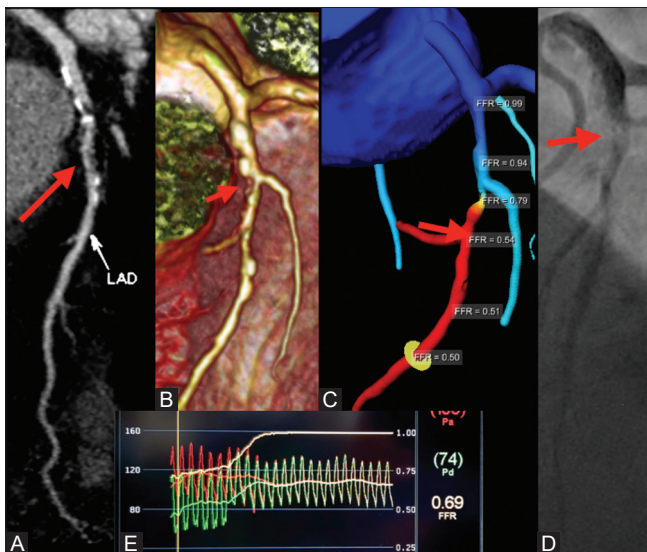 LAD
A
B
FFR = 0.99
FFR = 0.94
FFR = 0.79
FFR = 0.54
FFR = 0.51
FFR = 0.50
C
D
160
120
80
1.00
0.75
0.50
0.25
E
Pa
(74)
Pd
0.69
FFR